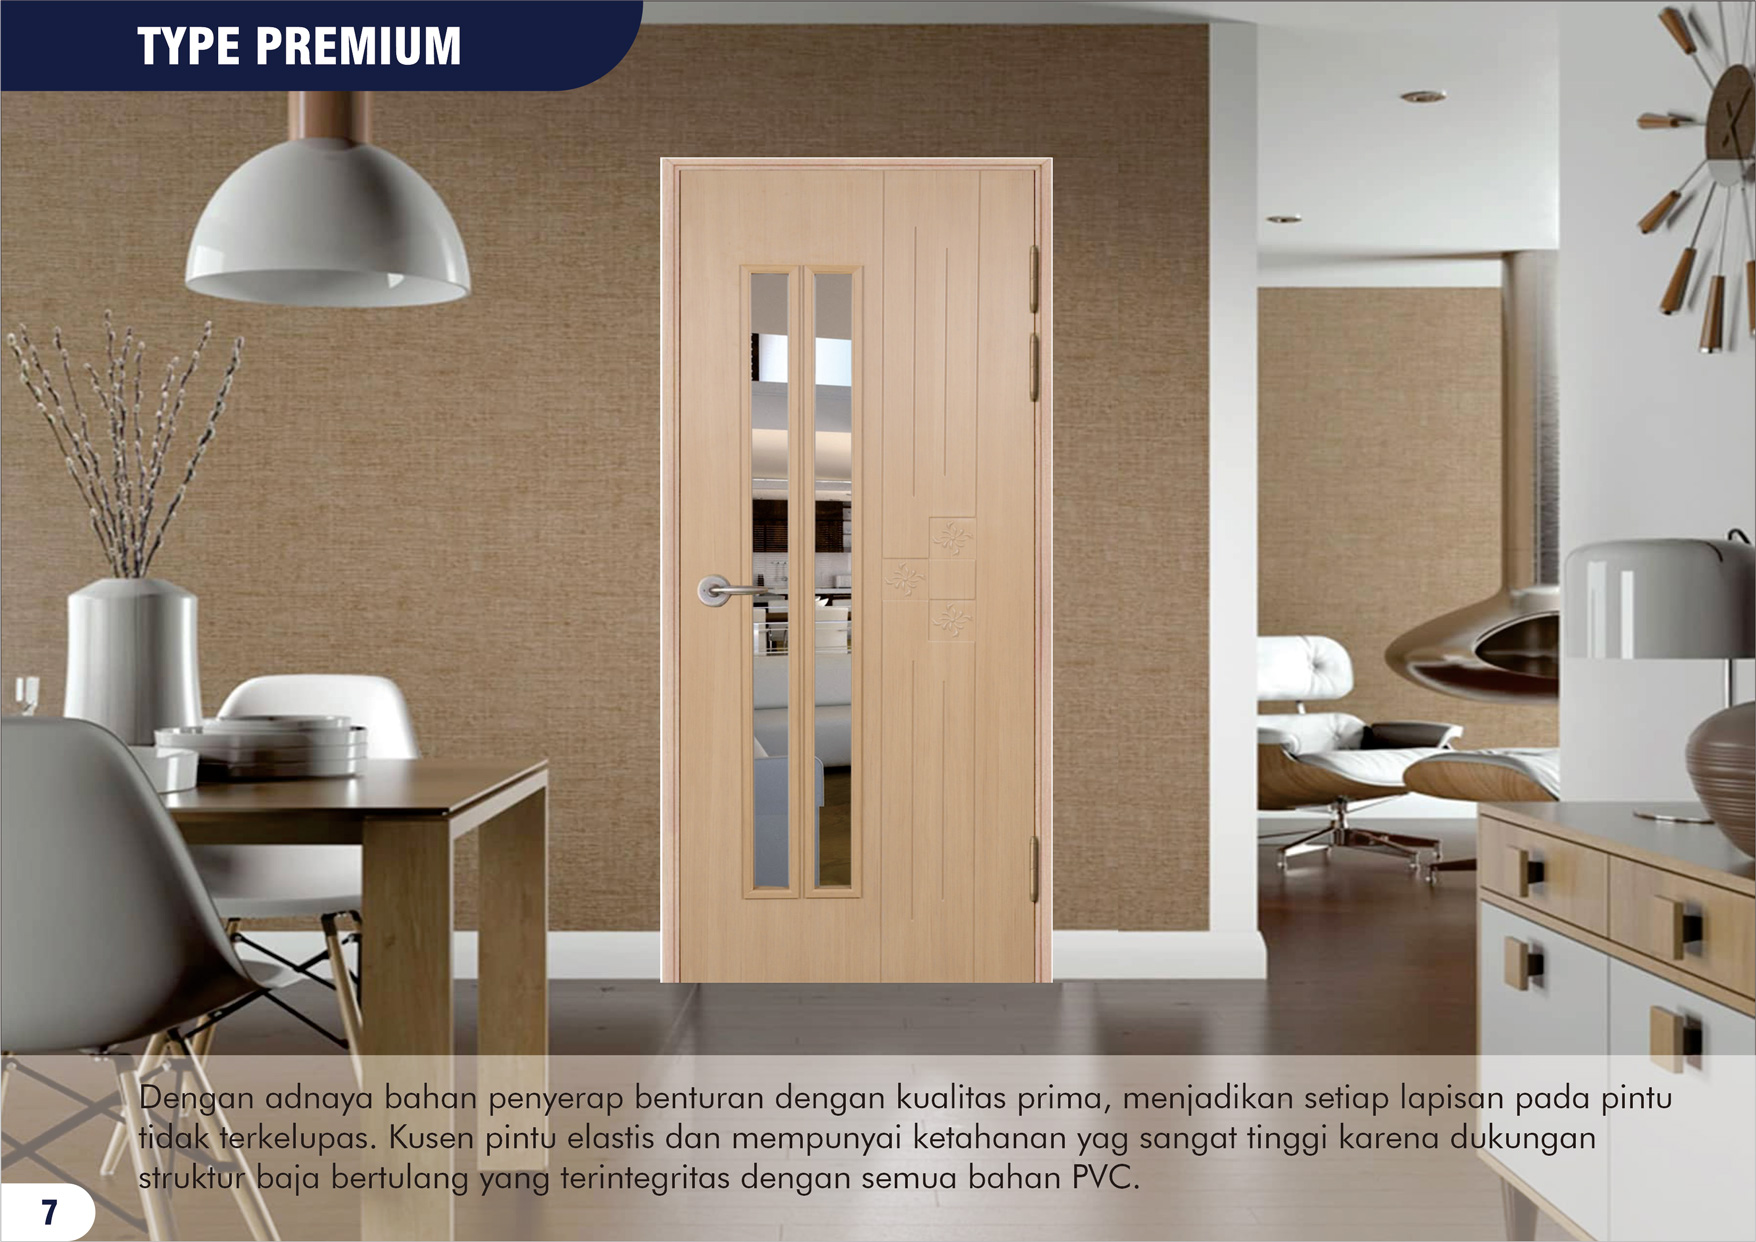 TYPE PREMIUM
Dengan adnaya bahan penyerap benturan dengan kualitas prima, menjadikan setiap lapisan pada pintu
tidak terkelupas. Kusen pintu elastis dan mempunyai ketahanan yag sangat tinggi karena dukungan
struktur baja bertulang yang terintegritas dengan semua bahan PVC.
7